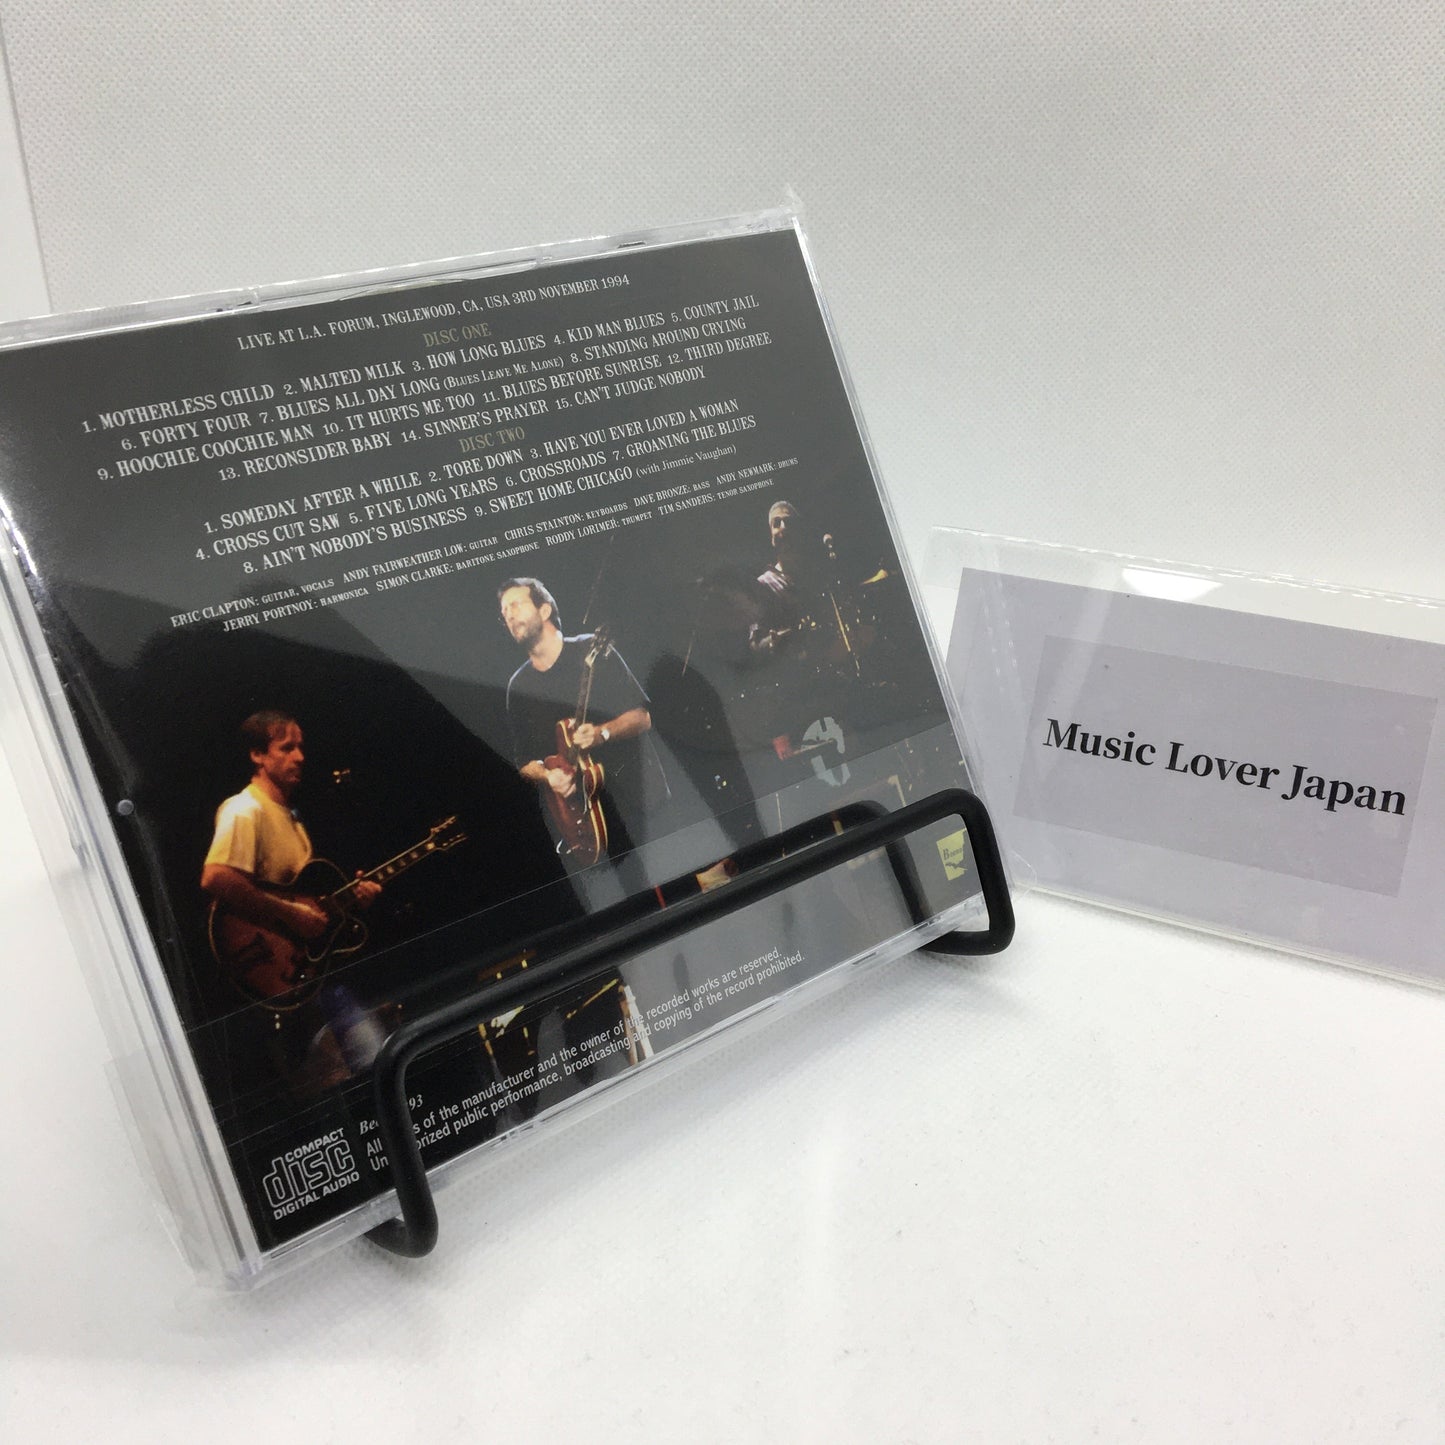 LIVE AT L.A. FORUM, INGLEWOOD, CA, USA 3RD NOVEMBER 1994
DISC ONE
1. MOTHERLESS CHILD 2. MALTED MILK 3. HOW LONG BLUES 4. KID MAN BLUES 5. COUNTY JAIL
6. FORTY FOUR 7. BLUES ALL DAY LONG (BLUES LEAVE ME ALONE) 8. STANDING AROUND CRYING
9. HOOCHIE COOCHIE MAN 10. IT HURTS ME TOO 11. BLUES BEFORE SUNRISE 12. THIRD DEGREE
13. RECONSIDER BABY 14. SINNER'S PRAYER 15. CAN'T JUDGE NOBODY
DISC TWO
1. SOMEDAY AFTER A WHILE 2. TORE DOWN 3. HAVE YOU EVER LOVED A WOMAN
4. CROSS CUT SAW 5. FIVE LONG YEARS 6. CROSSROADS 7. GROANING THE BLUES
8. AIN'T NOBODY'S BUSINESS 9. SWEET HOME CHICAGO (with Jimmie Vaughan)
ERIC CLAPTON: GUITAR, VOCALS ANDY FAIRWEATHER LOW: GUITAR CHRIS STAINTON: KEYBOARDS DAVE BRONZE: BASS ANDY NEWMARK: DRUMS
JERRY PORTNOY: HARMONICA SIMON CLARKE: BARITONE SAXOPHONE RODDY LORIMER: TRUMPET TIM SANDERS: TENOR SAXOPHONE
93
All of the manufacturer and the owner of the recorded works are reserved.
public performance, broadcasting and copying of the record prohibited.
COMPACT
disc
DIGITAL AUDIO
Music Lover Japan